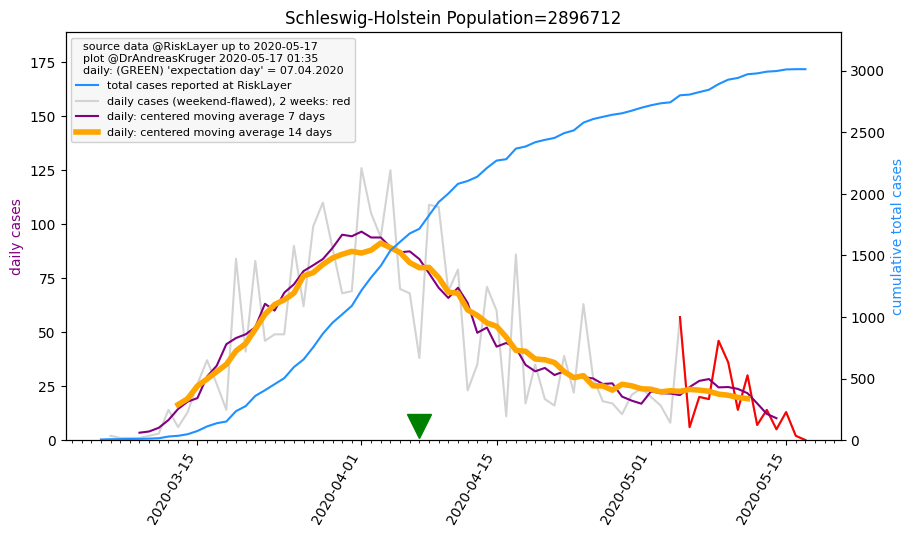 Schleswig-Holstein Population=2896712
source data @RiskLayer up to 2020-05-17
plot @DrAndreasKruger 2020-05-17 01:35
daily: (GREEN) 'expectation day' = 07.04.2020
total cases reported at RiskLayer
daily cases (weekend-flawed), 2 weeks: red
daily: centered moving average 7 days
daily: centered moving average 14 days
daily cases
175
150
125
100
75
50
25
0
3000
2500
2000
1500
1000
500
0
cumulative total cases
2020-03-15
2020-04-01
2020-04-15
2020-05-01
2020-05-15